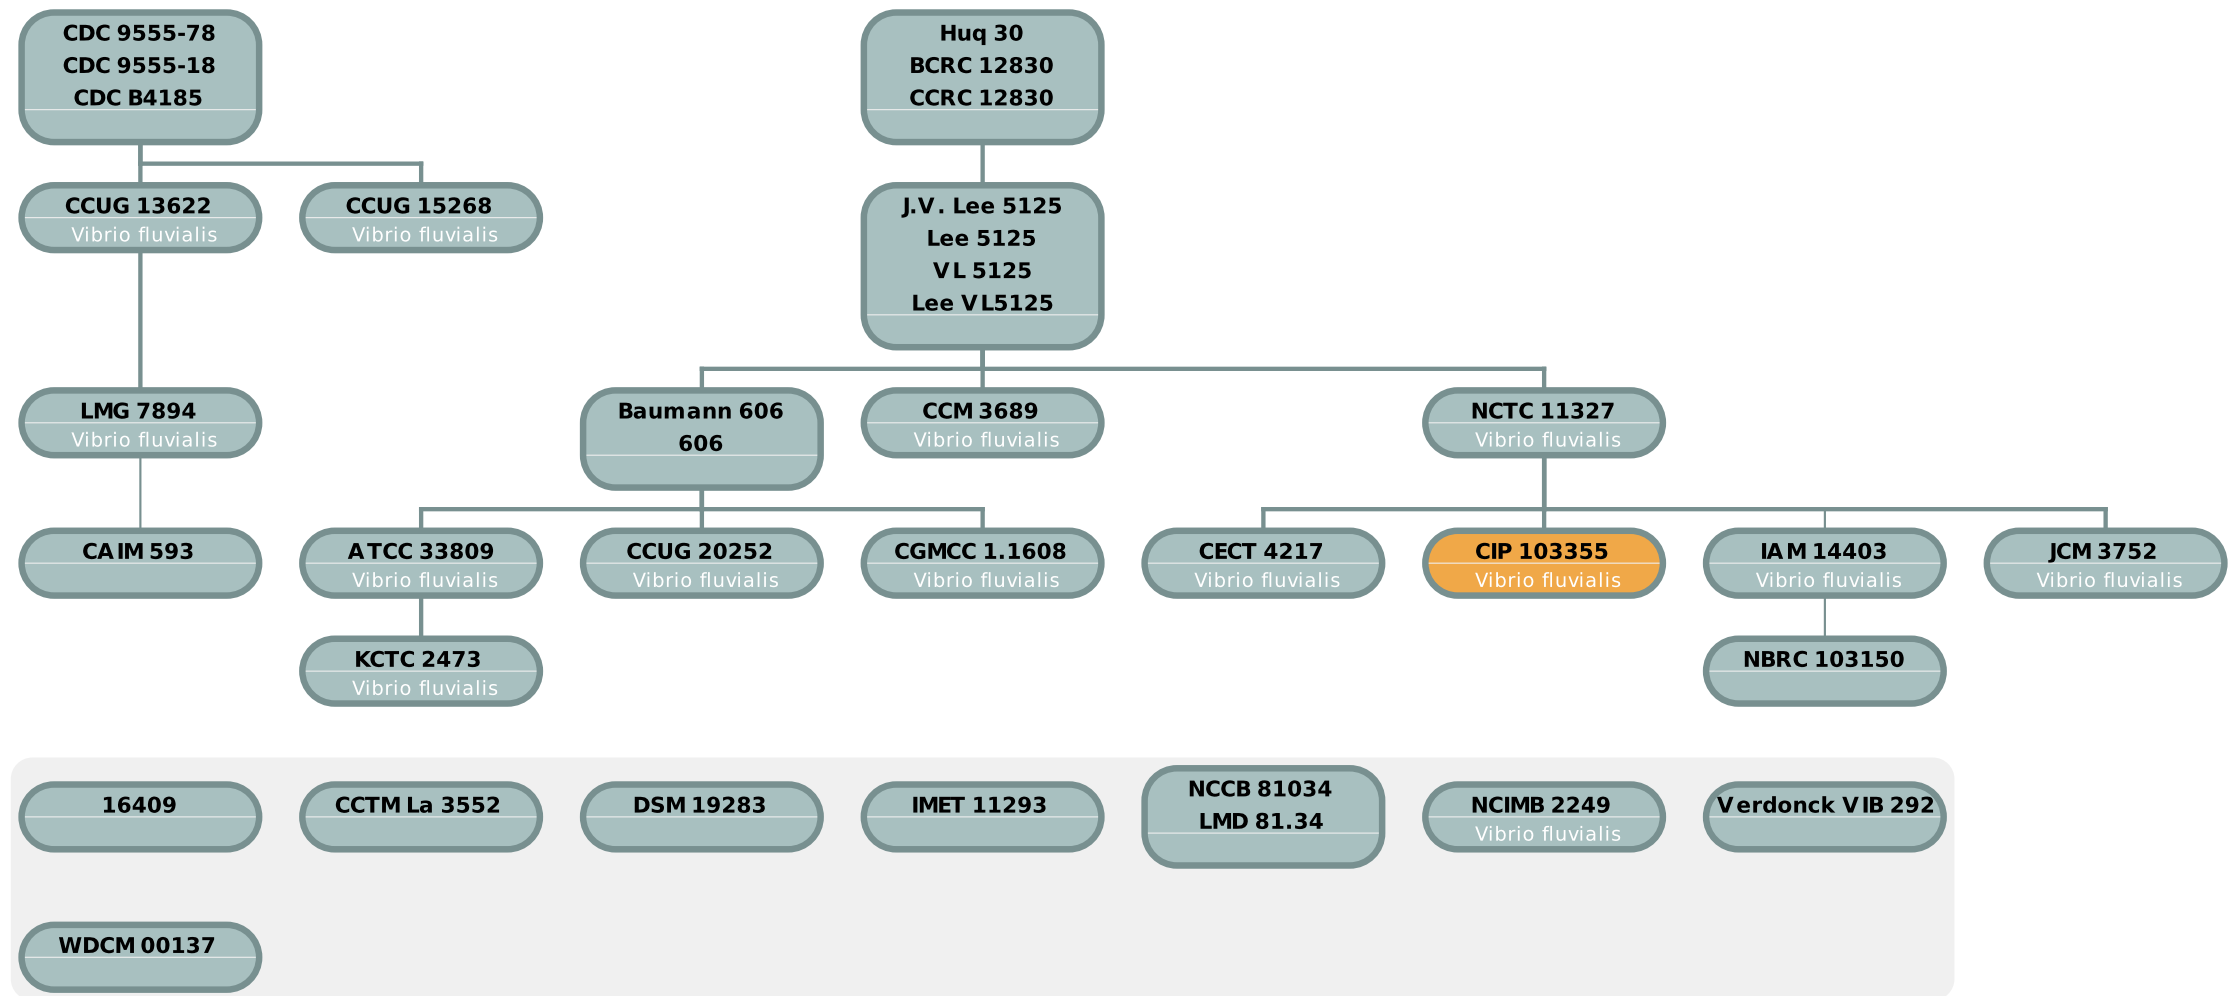 CDC 9555-78
CDC 9555-18
CDC B4185
Huq 30
BCRC 12830
CCRC 12830
CCUG 13622
Vibrio fluvialis
CCUG 15268
Vibrio fluvialis
J.V. Lee 5125
Lee 5125
VL 5125
Lee VL5125
LMG 7894
Vibrio fluvialis
Baumann 606
606
CCM 3689
Vibrio fluvialis
NCTC 11327
Vibrio fluvialis
CAIM 593
ATCC 33809
Vibrio fluvialis
CCUG 20252
Vibrio fluvialis
CGMCC 1.1608
Vibrio fluvialis
CECT 4217
Vibrio fluvialis
CIP 103355
Vibrio fluvialis
IAM 14403
Vibrio fluvialis
JCM 3752
Vibrio fluvialis
KCTC 2473
Vibrio fluvialis
NBRC 103150
16409
CCTM La 3552
DSM 19283
IMET 11293
NCCB 81034
LMD 81.34
NCIMB 2249
Vibrio fluvialis
Verdonck VIB 292
WDCM 00137